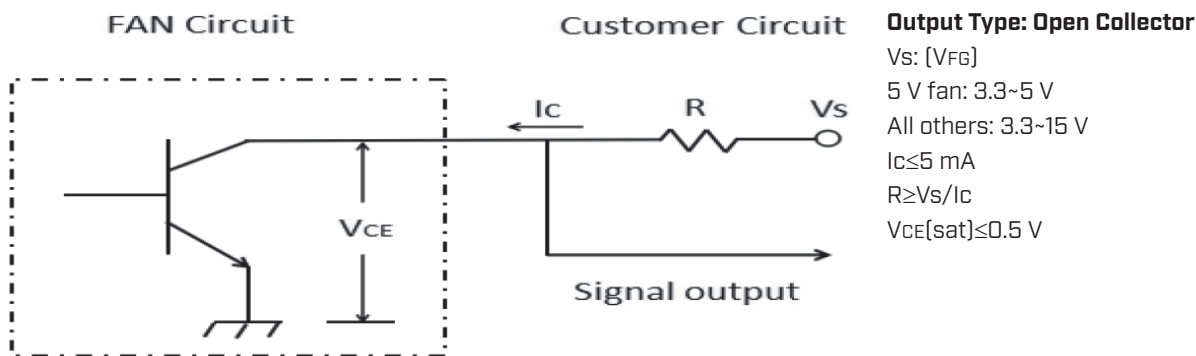 FAN Circuit
Customer Circuit
Output Type: Open Collector
Vs: (VFG)
5 V fan: 3.3~5 V
All others: 3.3~15 V
Ic≤5 mA
R≥Vs/Ic
VCE(sat)≤0.5 V
Ic
R
Vs
VCE
Signal output